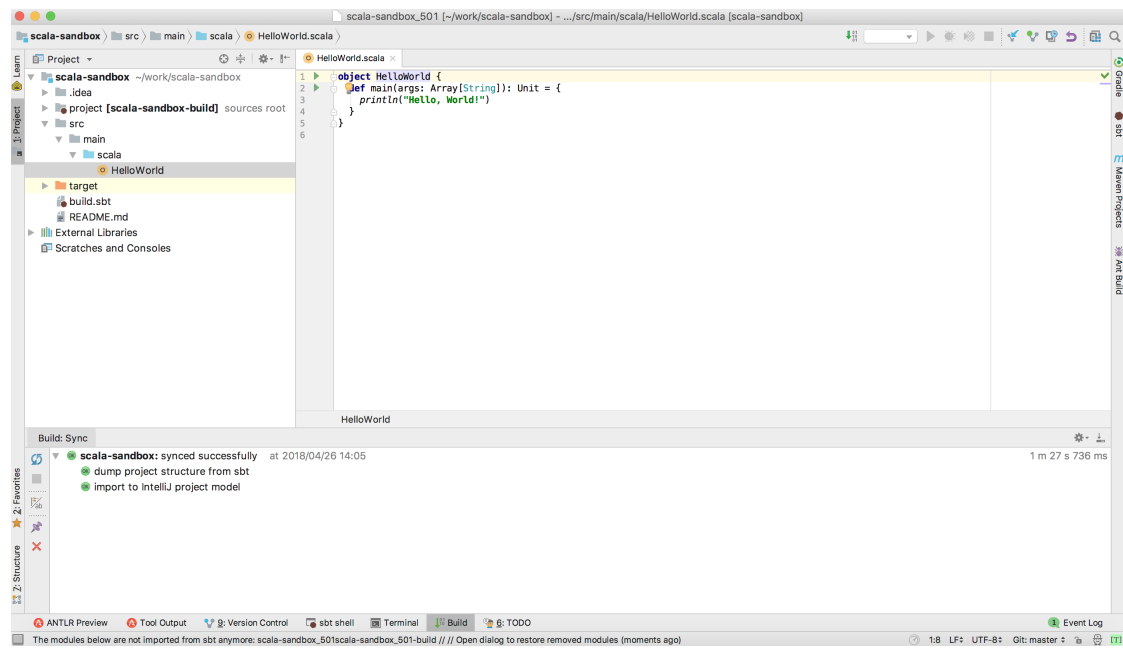 scala-sandbox_501 [~/work/scala-sandbox] - .../src/main/scala/HelloWorld.scala [scala-sandbox]
scala-sandbox src main scala HelloWorld.scala
Learn
1: Project
2: Favorites
7: Structure
Project
scala-sandbox ~/work/scala-sandbox
.idea
project [scala-sandbox-build] sources root
src
main
scala
HelloWorld
target
build.sbt
README.md
External Libraries
Scratches and Consoles
HelloWorld.scala
1 object HelloWorld {
2 def main(args: Array[String]): Unit = {
3 println("Hello, World!")
4 }
5 }
6
HelloWorld
Gradle
sbt
Maven Projects
Ant Build
Build: Sync
scala-sandbox: synced successfully at 2018/04/26 14:05 1 m 27 s 736 ms
dump project structure from sbt
import to IntelliJ project model
ANTLR Preview Tool Output 9: Version Control sbt shell Terminal Build 6: TODO 1 Event Log
The modules below are not imported from sbt anymore: scala-sandbox_501scala-sandbox_501-build // // Open dialog to restore removed modules (moments ago) 1:8 LF÷ UTF-8÷ Git: master ÷ [T]